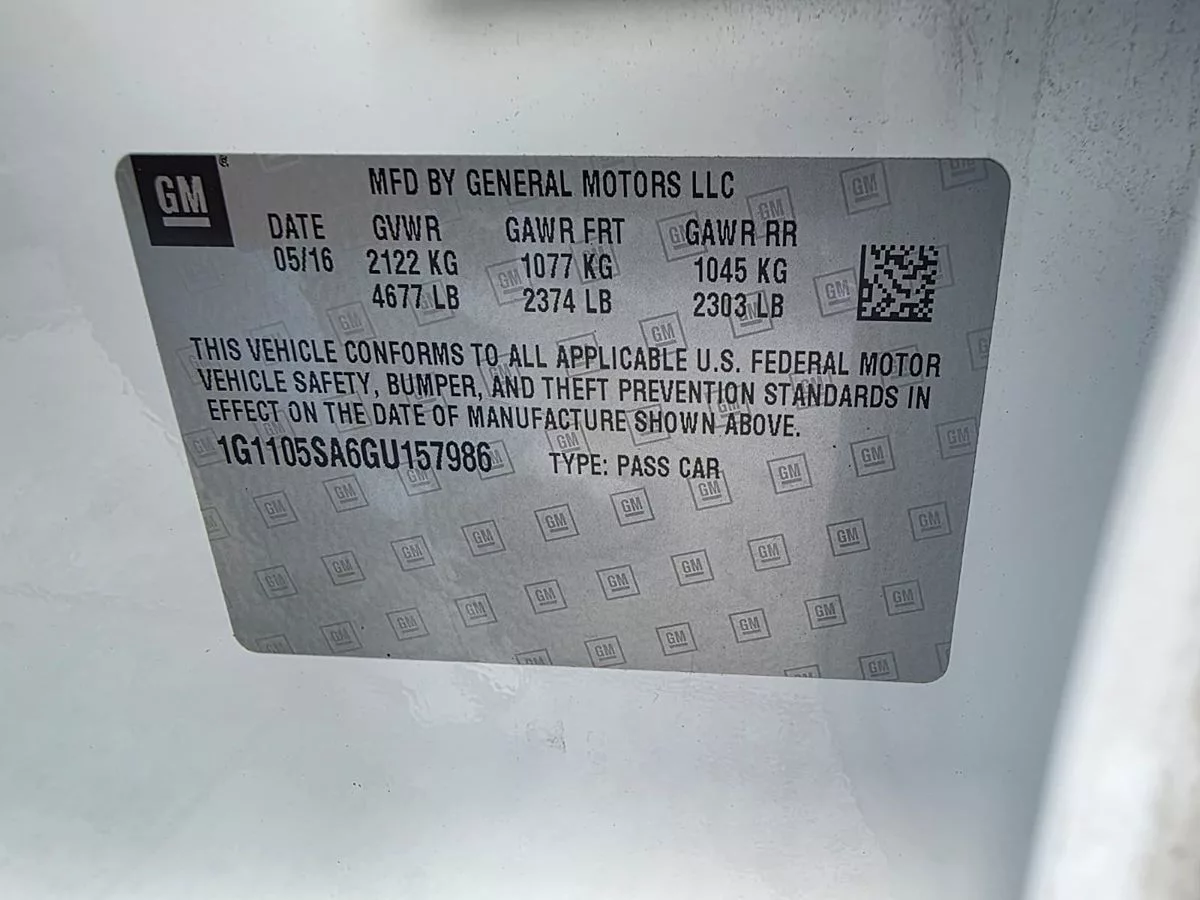 GM
MFD BY GENERAL MOTORS LLC
DATE GVWR GAWR FRT GAWR RR
05/16 2122 KG 1077 KG 1045 KG
4677 LB 2374 LB 2303 LB
THIS VEHICLE CONFORMS TO ALL APPLICABLE U.S. FEDERAL MOTOR
VEHICLE SAFETY, BUMPER, AND THEFT PREVENTION STANDARDS IN
EFFECT ON THE DATE OF MANUFACTURE SHOWN ABOVE.
1G1105SA6GU157986 TYPE: PASS CAR